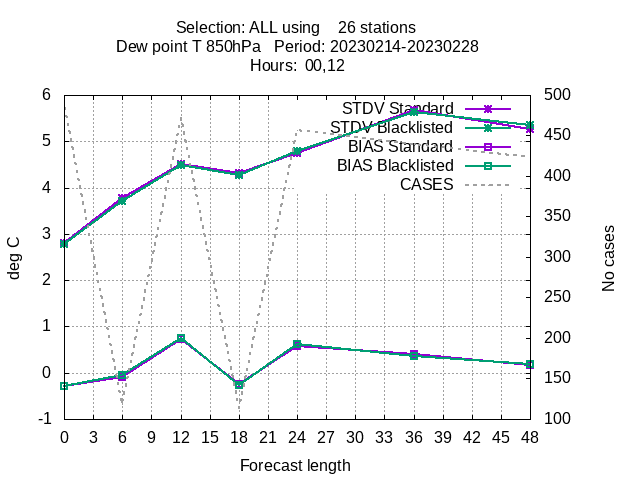 Selection: ALL using    26 stations
Dew point T 850hPa   Period: 20230214-20230228
Hours:  00,12
6
5
4
3
2
1
0
-1
500
450
400
350
300
250
200
150
100
STDV Standard
STDV Blacklisted
BIAS Standard
BIAS Blacklisted
CASES
deg C
No cases
0 3 6 9 12 15 18 21 24 27 30 33 36 39 42 45 48
Forecast length